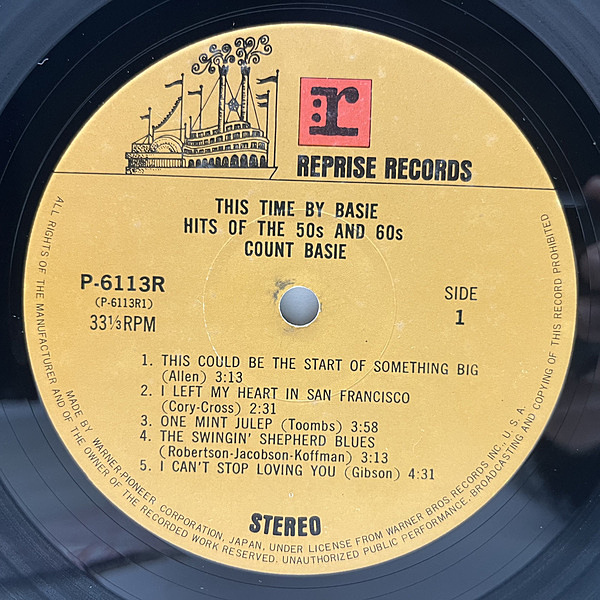 r
REPRISE RECORDS
THIS TIME BY BASIE
HITS OF THE 50s AND 60s
COUNT BASIE
P-6113R
(P-6113R1)
33⅓RPM
SIDE
1
1. THIS COULD BE THE START OF SOMETHING BIG
(Allen) 3:13
2. I LEFT MY HEART IN SAN FRANCISCO
(Cory-Cross) 2:31
3. ONE MINT JULEP (Toombs) 3:58
4. THE SWINGIN' SHEPHERD BLUES
(Robertson-Jacobson-Koffman) 3:13
5. I CAN'T STOP LOVING YOU (Gibson) 4:31
STEREO
MADE BY WARNER-PIONEER CORPORATION, JAPAN, UNDER LICENSE FROM WARNER BROS. RECORDS INC., U.S.A.
ALL RIGHTS OF THE MANUFACTURER AND OF THE OWNER OF THE RECORDED WORK RESERVED. UNAUTHORIZED PUBLIC PERFORMANCE, BROADCASTING AND COPYING OF THIS RECORD PROHIBITED